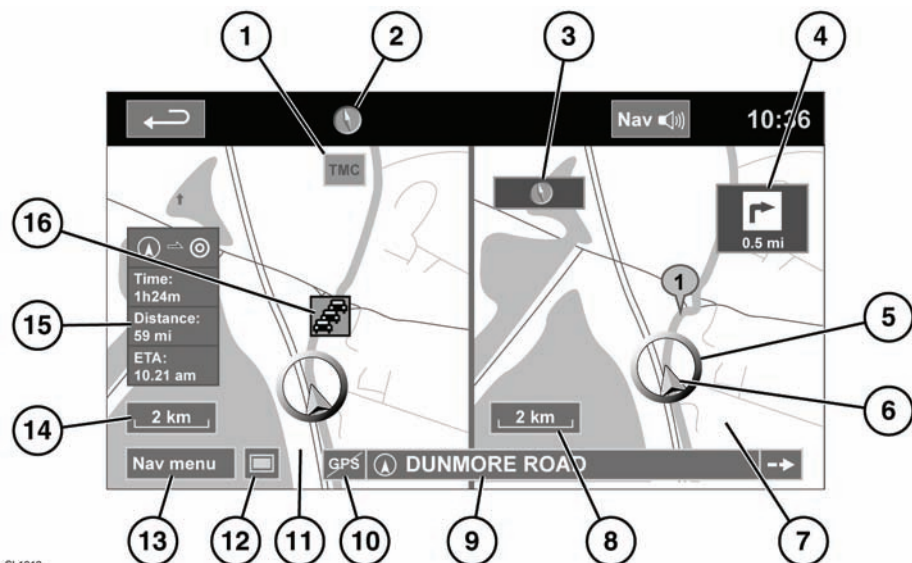 1 2 3 4
Nav 10:36
TMC
0.5 mi
16
Time:
1h24m
1
15
Distance:
59 mi
5
ETA:
10.21 am
6
14
2 km
2 km
Nav menu
GPS
DUNMORE ROAD
13 12 11 10 9 8 7